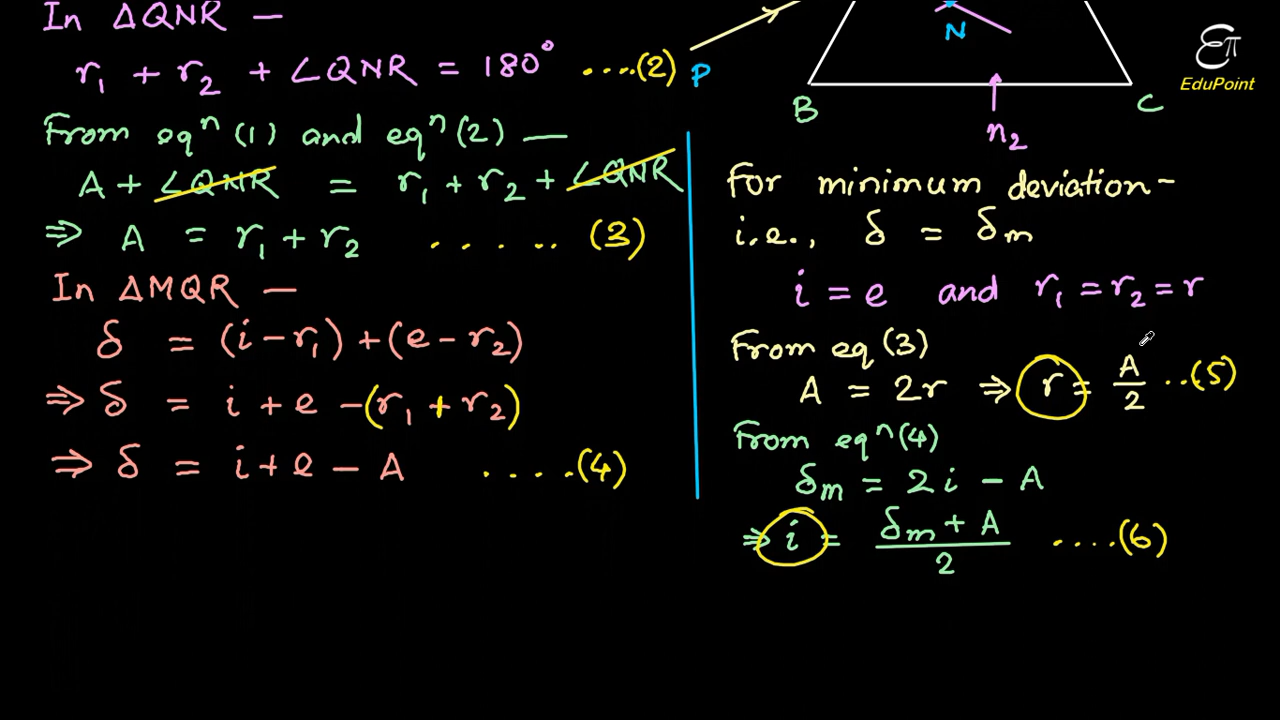 In ΔQNR –
r₁ + r₂ + ∠QNR = 180° ....(2)
From eqⁿ(1) and eqⁿ(2) —
A + ∠QNR = r₁ + r₂ + ∠QNR
⇒ A = r₁ + r₂ ...... (3)
In ΔMQR —
δ = (i – r₁) + (e – r₂)
⇒ δ = i + e – (r₁ + r₂)
⇒ δ = i + e – A ....(4)
P
N
B
C
n₂
Eπ
EduPoint
For minimum deviation –
i.e., δ = δm
i = e and r₁ = r₂ = r
From eq (3)
A = 2r ⇒ r = A/2 ..(5)
From eqⁿ(4)
δm = 2i – A
⇒ i = (δm + A)/2 ....(6)